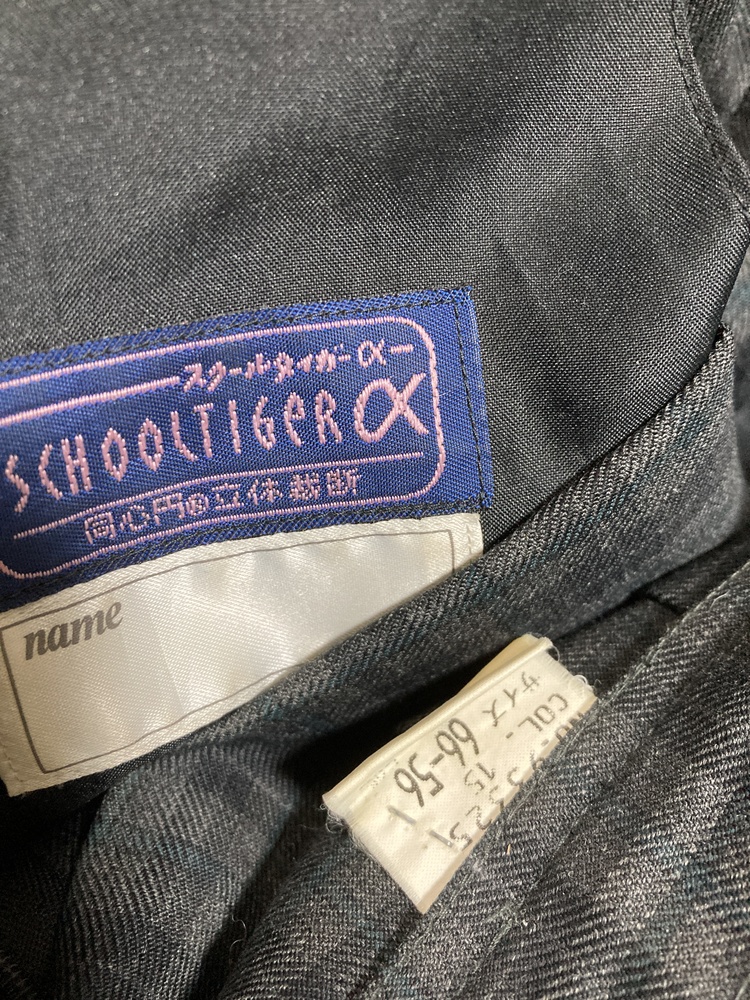 スクールタイガーα
SCHOOLTIGER α
同心円の立体裁断
name
COL - 15
サイズ 66-56